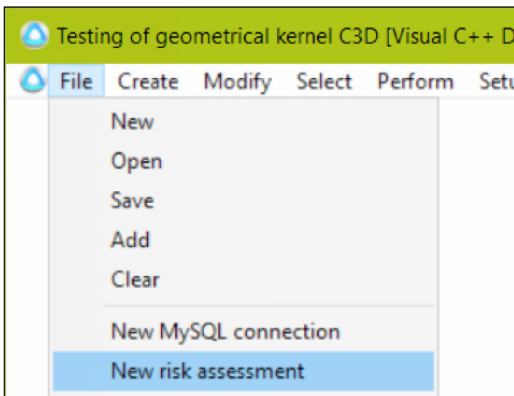 Testing of geometrical kernel C3D [Visual C++ D
File Create Modify Select Perform Setu
New
Open
Save
Add
Clear
New MySQL connection
New risk assessment